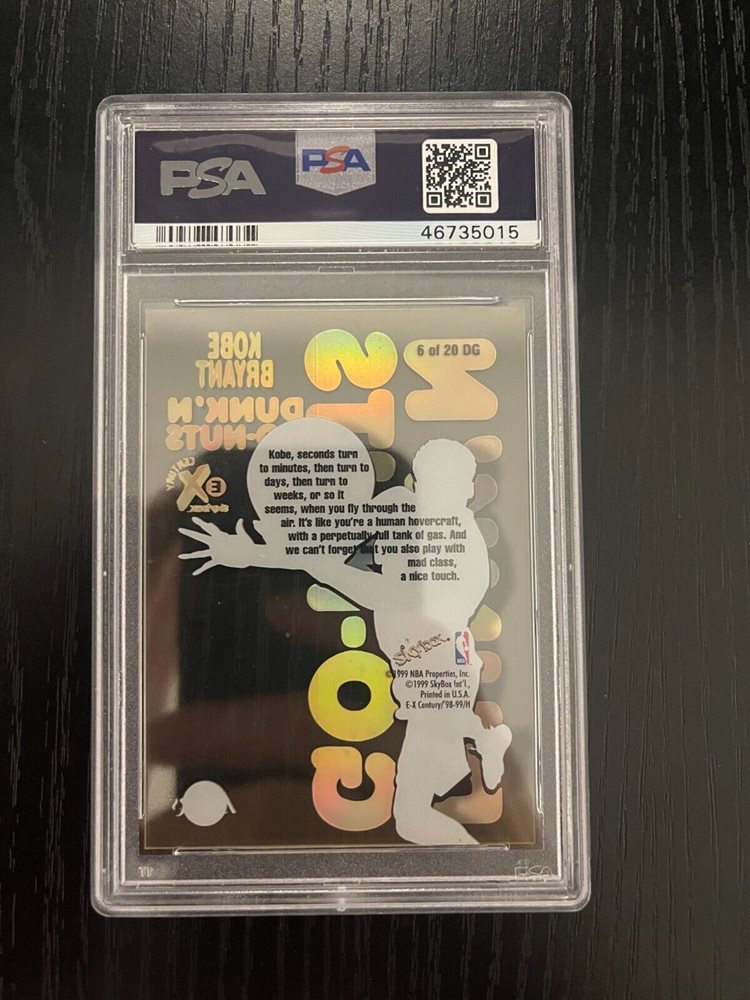 PSA
PSA
46735015
6 of 20 DG
KOBE
BRYANT
DUNK'N
GO-NUTS
Kobe, seconds turn
to minutes, then turn to
days, then turn to
weeks, or so it
seems, when you fly through the
air. It's like you're a human hovercraft,
with a perpetually full tank of gas. And
we can't forget that you also play with
mad class,
a nice touch.
SkyBox
©1999 NBA Properties, Inc.
©1999 SkyBox Int'l.,
Printed in U.S.A.
E-X Century/'98-99/H
PSA